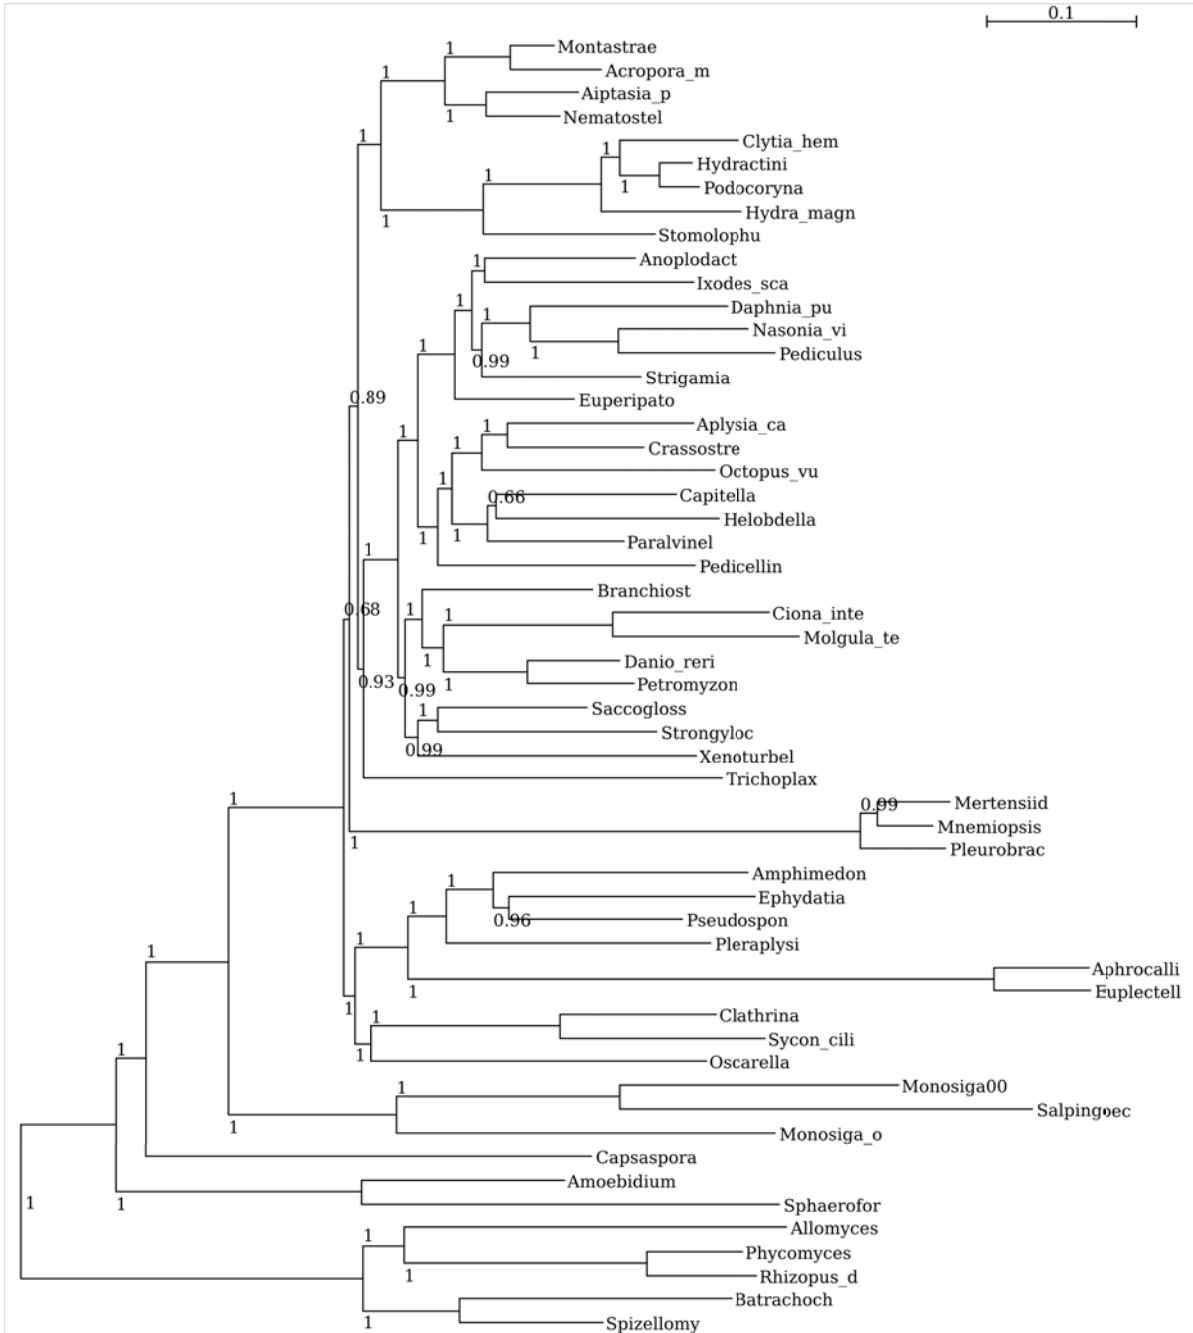 0.1
1
Montastrae
1
Acropora_m
Aiptasia_p
1
Nematostel
1
Clytia_hem
1
Hydractini
1
1
Podocoryna
1
Hydra_magn
Stomolophu
1
Anoplodact
Ixodes_sca
1
Daphnia_pu
1
Nasonia_vi
1
1
Pediculus
0.99
Strigamia
0.89
Euperipato
1
1
Aplysia_ca
1
Crassostre
1
Octopus_vu
0.66
Capitella
Helobdella
1
1
Paralvinel
1
Pedicellin
Branchiost
0.68
1
1
Ciona_inte
Molgula_te
1
Danio_reri
0.93
0.99
1
Petromyzon
1
Saccogloss
Strongyloc
0.99
Xenoturbel
Trichoplax
1
0.99
Mertensiid
Mnemiopsis
1
Pleurobrac
1
Amphimedon
Ephydatia
1
0.96
Pseudospon
1
1
Pleraplysi
Aphrocalli
1
Euplectell
1
1
Clathrina
Sycon_cili
1
1
Oscarella
1
Monosiga00
Salpingoec
1
Monosiga_o
Capsaspora
Amoebidium
1
1
Sphaerofor
1
Allomyces
Phycomyces
1
Rhizopus_d
Batrachoch
1
Spizellomy